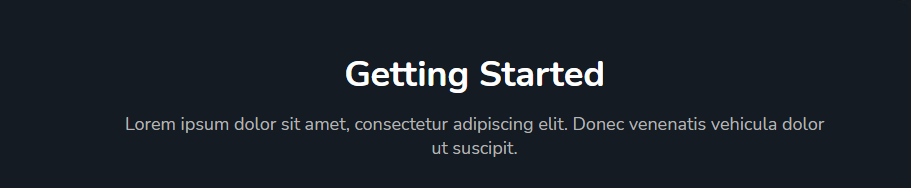 Getting Started
Lorem ipsum dolor sit amet, consectetur adipiscing elit. Donec venenatis vehicula dolor
ut suscipit.